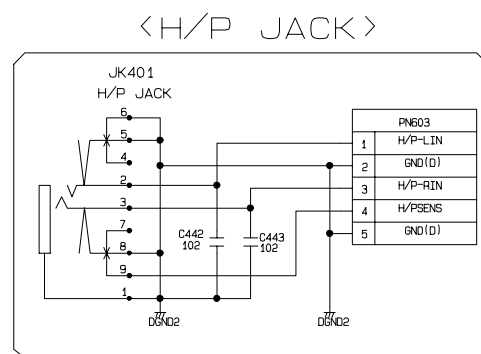 <H/P JACK>
JK401
H/P JACK
6
5
4
2
3
7
8
9
1
C442
102
C443
102
DGND2
DGND2
PN603
1 H/P-LIN
2 GND(D)
3 H/P-RIN
4 H/PSENS
5 GND(D)